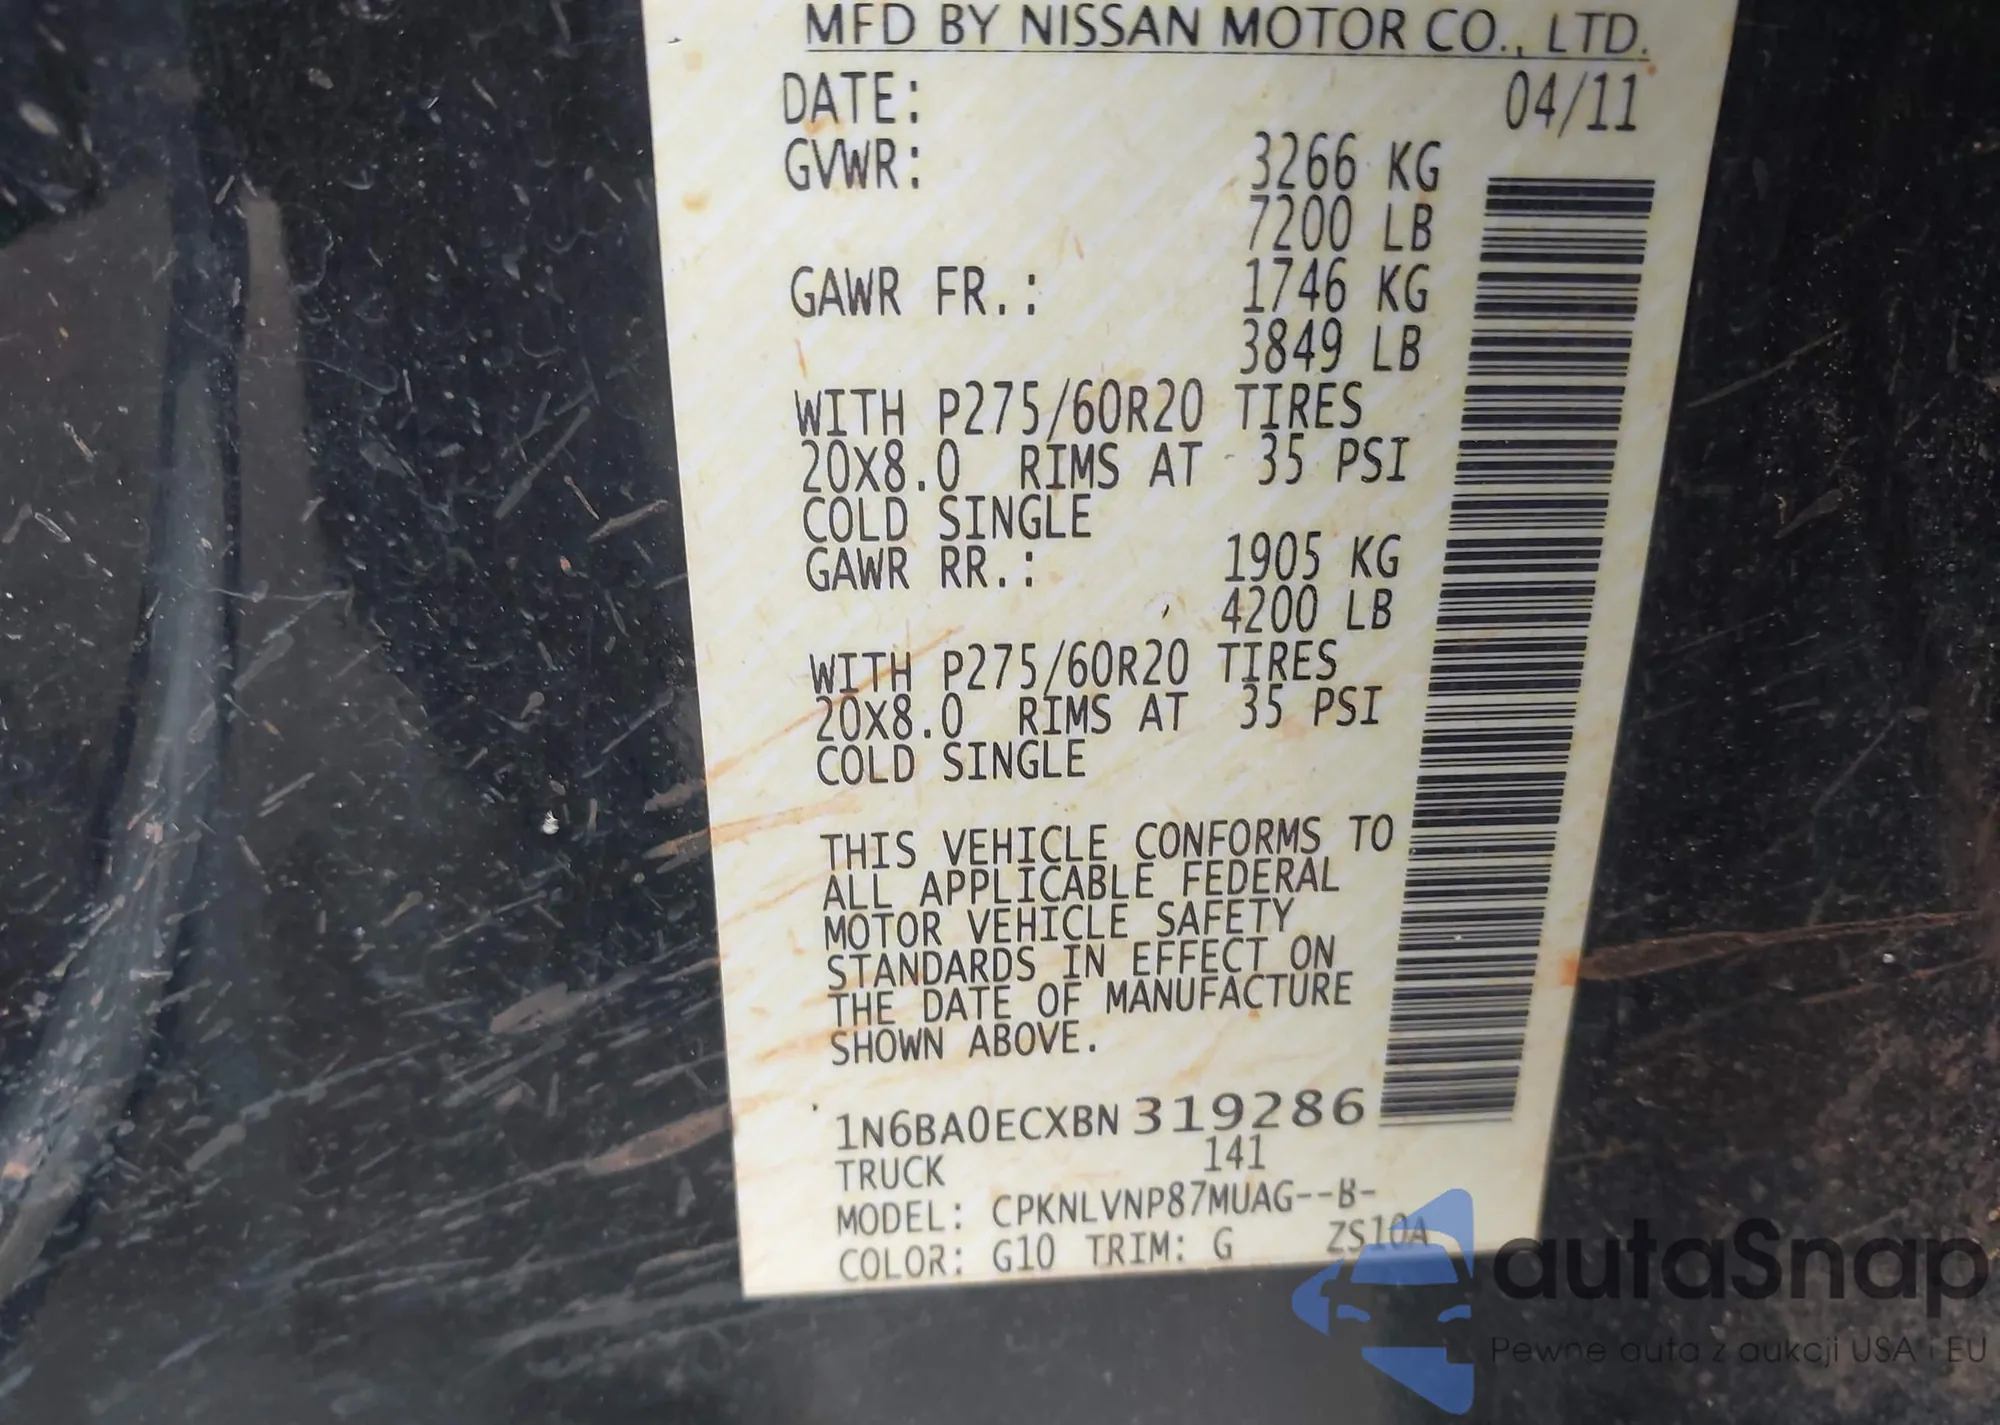 MFD BY NISSAN MOTOR CO., LTD.
DATE: 04/11
GVWR: 3266 KG
7200 LB
GAWR FR.: 1746 KG
3849 LB
WITH P275/60R20 TIRES
20X8.0 RIMS AT 35 PSI
COLD SINGLE
GAWR RR.: 1905 KG
4200 LB
WITH P275/60R20 TIRES
20X8.0 RIMS AT 35 PSI
COLD SINGLE
THIS VEHICLE CONFORMS TO
ALL APPLICABLE FEDERAL
MOTOR VEHICLE SAFETY
STANDARDS IN EFFECT ON
THE DATE OF MANUFACTURE
SHOWN ABOVE.
1N6BA0ECXBN319286
TRUCK 141
MODEL: CPKNLVNP87MUAG--B-
COLOR: G10 TRIM: G ZS10A
autaSnap
Pewne auta z aukcji USA i EU